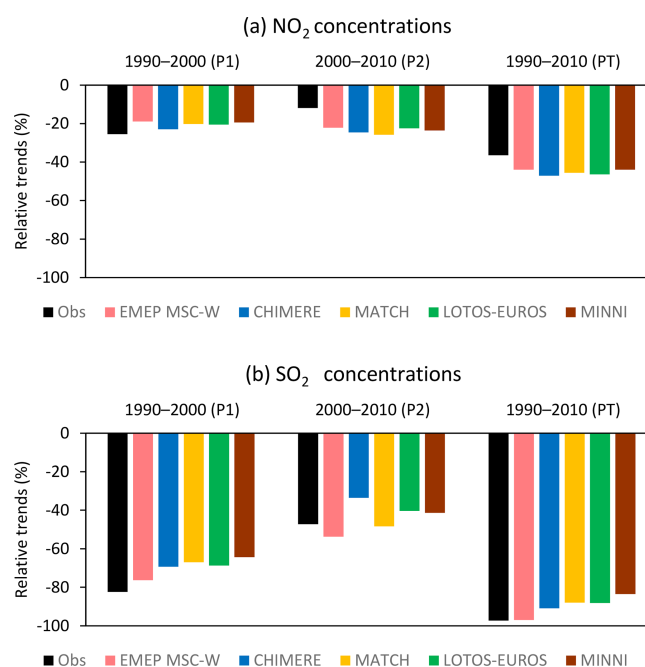 (a) NO2 concentrations
1990–2000 (P1) 2000–2010 (P2) 1990–2010 (PT)
Relative trends (%)
0
-20
-40
-60
-80
-100
Obs EMEP MSC-W CHIMERE MATCH LOTOS-EUROS MINNI
(b) SO2 concentrations
1990–2000 (P1) 2000–2010 (P2) 1990–2010 (PT)
Relative trends (%)
0
-20
-40
-60
-80
-100
Obs EMEP MSC-W CHIMERE MATCH LOTOS-EUROS MINNI